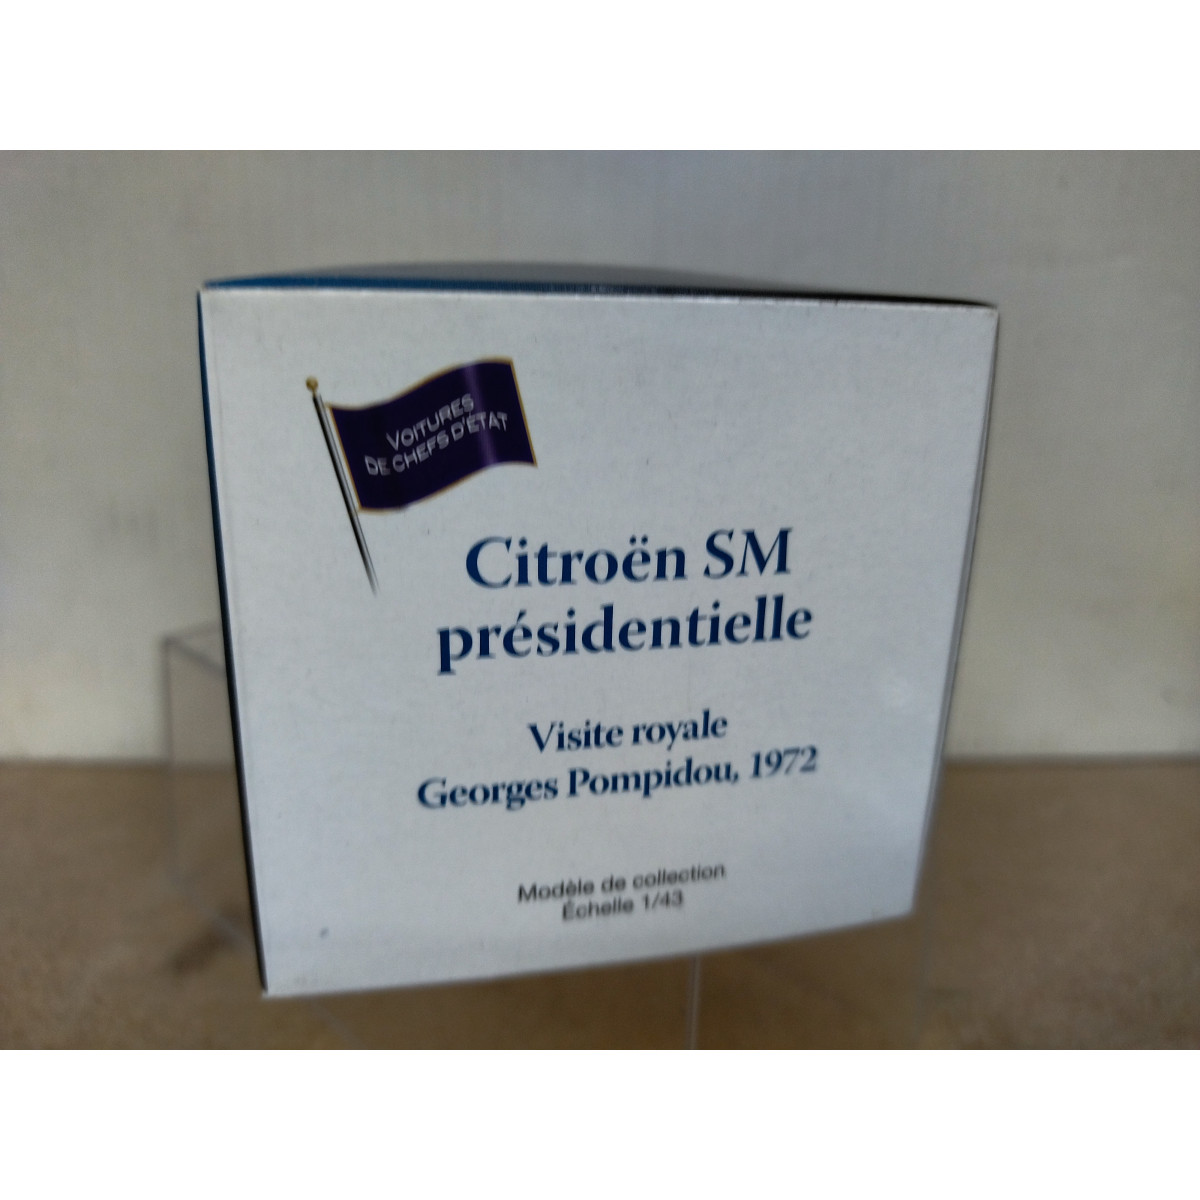 VOITURES
DE CHEFS D'ÉTAT
Citroën SM
présidentielle
Visite royale
Georges Pompidou, 1972
Modèle de collection
Échelle 1/43